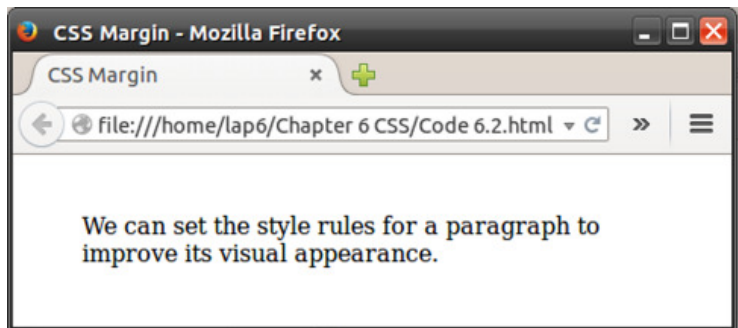 CSS Margin - Mozilla Firefox
CSS Margin
file:///home/lap6/Chapter 6 CSS/Code 6.2.html
We can set the style rules for a paragraph to
improve its visual appearance.